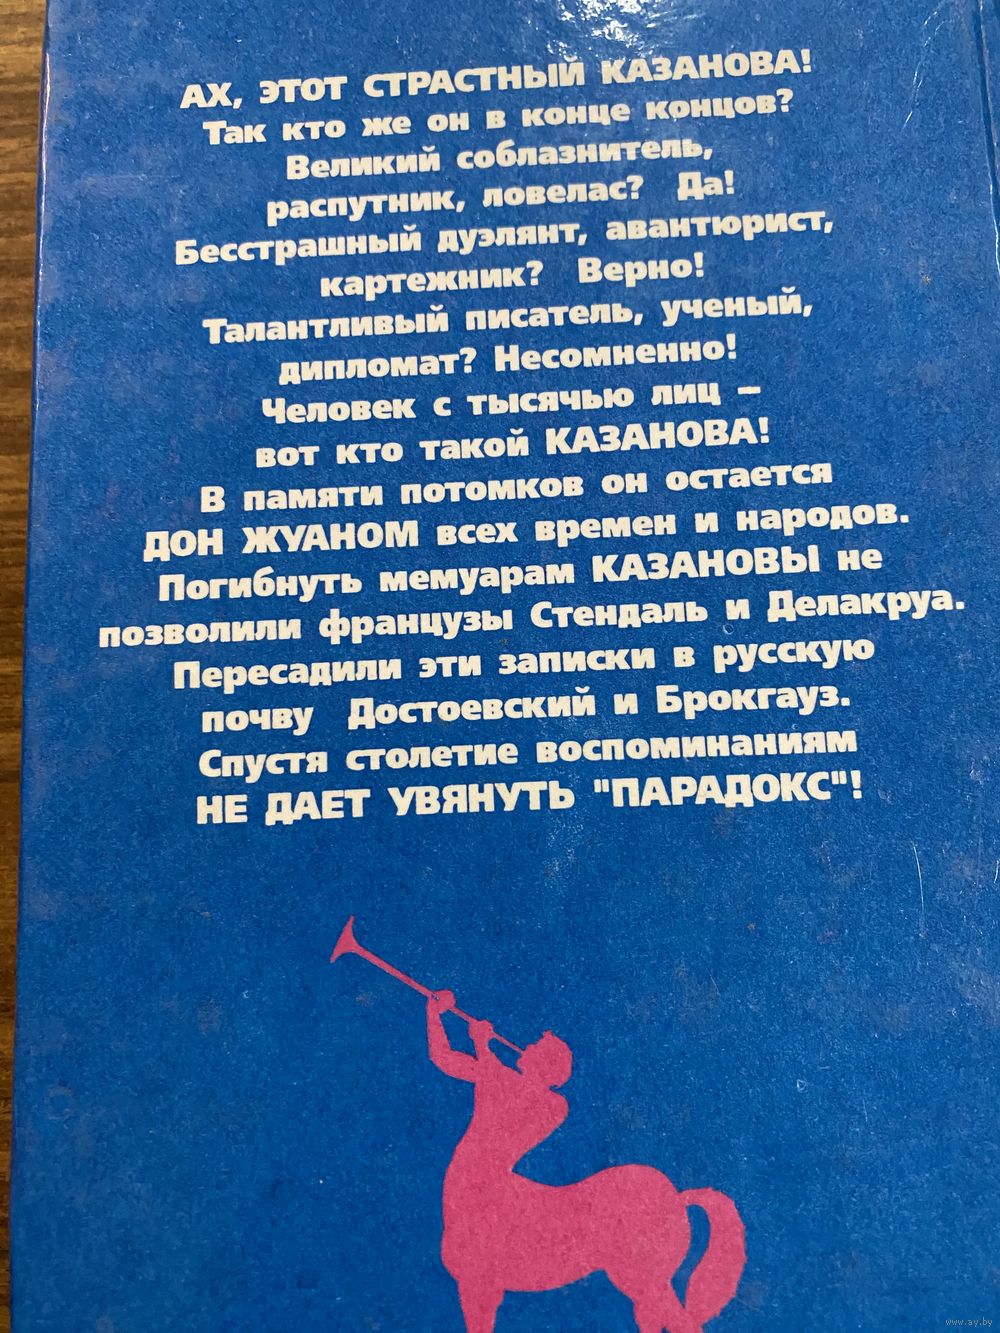 АХ, ЭТОТ СТРАСТНЫЙ КАЗАНОВА!
Так кто же он в конце концов?
Великий соблазнитель,
распутник, ловелас? Да!
Бесстрашный дуэлянт, авантюрист,
картежник? Верно!
Талантливый писатель, ученый,
дипломат? Несомненно!
Человек с тысячью лиц –
вот кто такой КАЗАНОВА!
В памяти потомков он остается
ДОН ЖУАНОМ всех времен и народов.
Погибнуть мемуарам КАЗАНОВЫ не
позволили французы Стендаль и Делакруа.
Пересадили эти записки в русскую
почву Достоевский и Брокгауз.
Спустя столетие воспоминаниям
НЕ ДАЕТ УВЯНУТЬ "ПАРАДОКС"!
www.ay.by